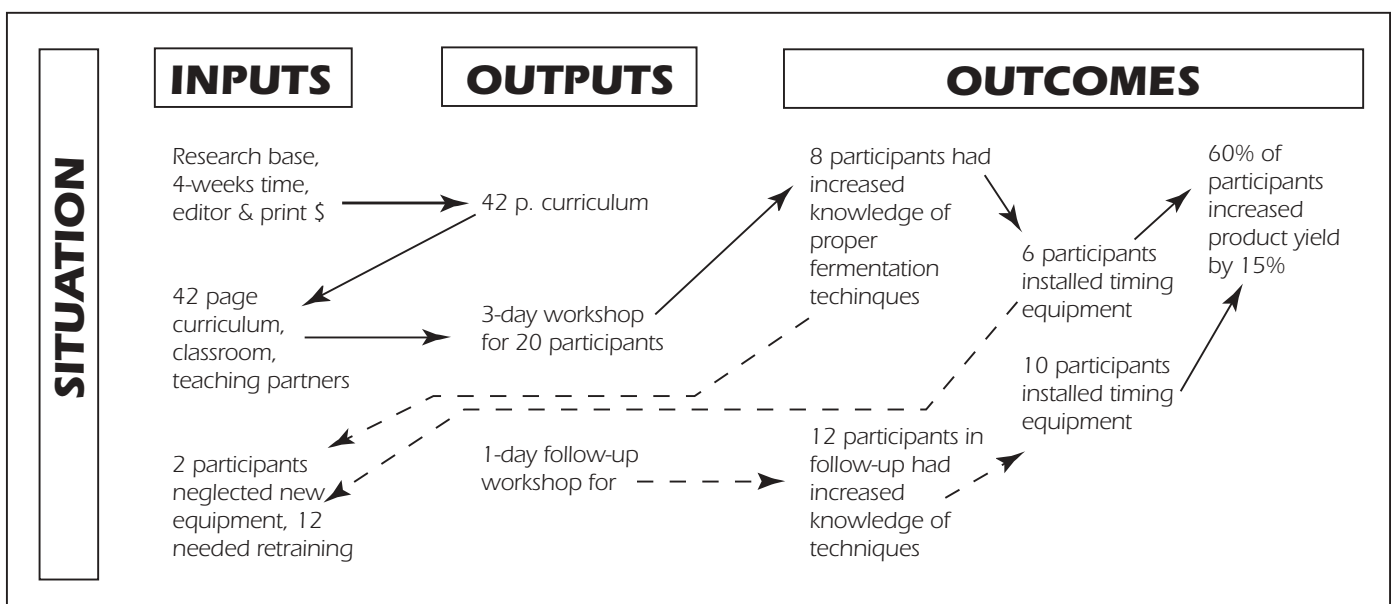 SITUATION
INPUTS
OUTPUTS
OUTCOMES
Research base,
4-weeks time,
editor & print $
42 p. curriculum
42 page
curriculum,
classroom,
teaching partners
3-day workshop
for 20 participants
8 participants had
increased
knowledge of
proper
fermentation
techinques
6 participants
installed timing
equipment
60% of
participants
increased
product yield
by 15%
10 participants
installed timing
equipment
2 participants
neglected new
equipment, 12
needed retraining
1-day follow-up
workshop for
12 participants in
follow-up had
increased
knowledge of
techniques